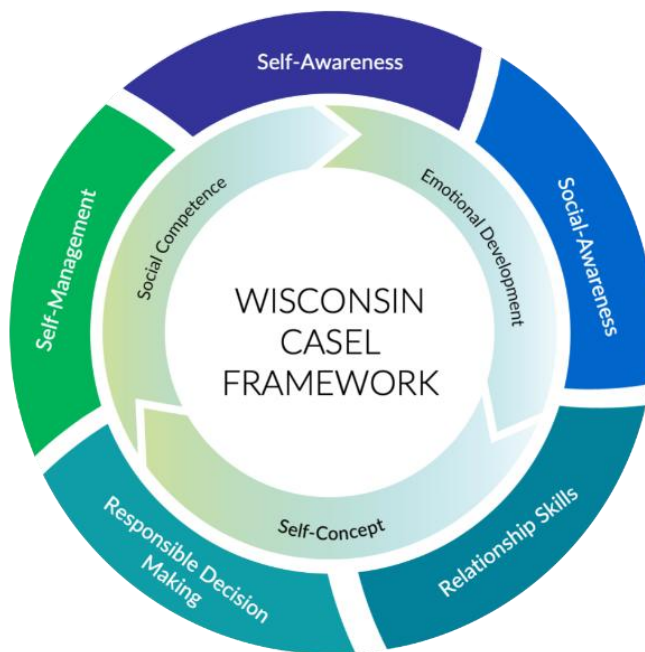 Self-Awareness
Social-Awareness
Relationship Skills
Responsible Decision
Making
Self-Management
Emotional Development
Self-Concept
Social Competence
WISCONSIN
CASEL
FRAMEWORK